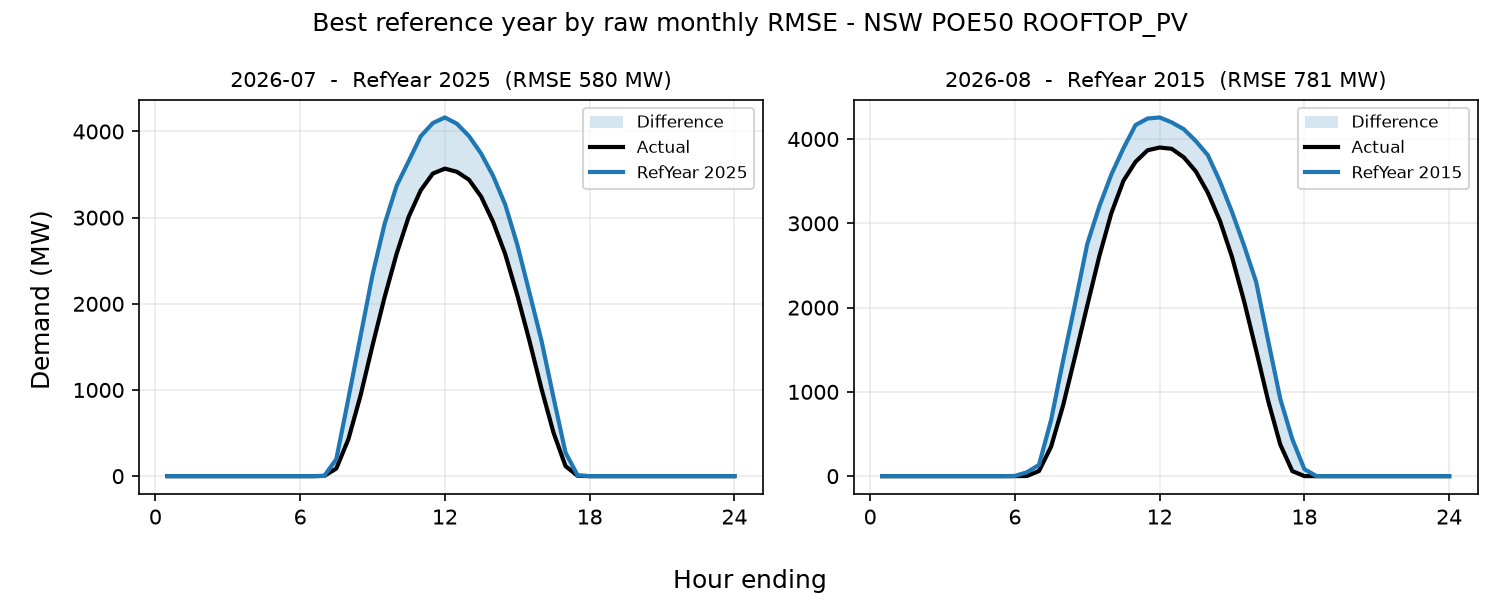 Best reference year by raw monthly RMSE - NSW POE50 ROOFTOP_PV
2026-07 - RefYear 2025 (RMSE 580 MW)
Difference
Actual
RefYear 2025
Demand (MW)
4000
3000
2000
1000
0
0 6 12 18 24
2026-08 - RefYear 2015 (RMSE 781 MW)
Difference
Actual
RefYear 2015
4000
3000
2000
1000
0
0 6 12 18 24
Hour ending